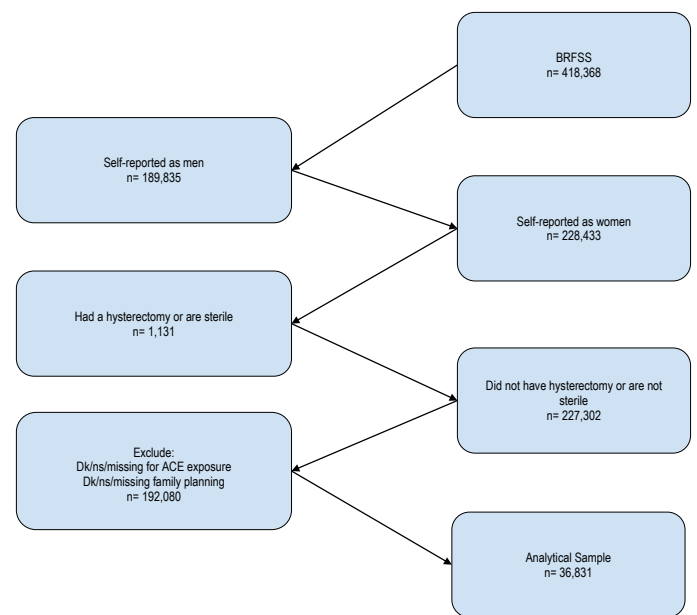 BRFSS
n= 418,368
Self-reported as men
n= 189,835
Self-reported as women
n= 228,433
Had a hysterectomy or are sterile
n= 1,131
Did not have hysterectomy or are not
sterile
n= 227,302
Exclude:
Dk/ns/missing for ACE exposure
Dk/ns/missing family planning
n= 192,080
Analytical Sample
n= 36,831